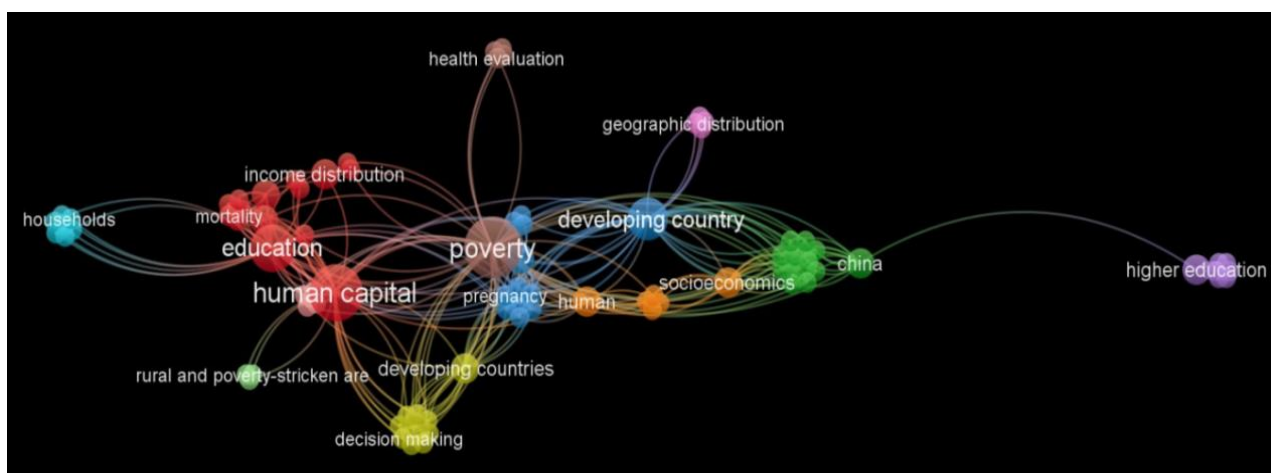 health evaluation
geographic distribution
income distribution
households
mortality
developing country
education
poverty
china
higher education
socioeconomics
human capital
pregnancy
human
developing countries
rural and poverty-stricken are
decision making